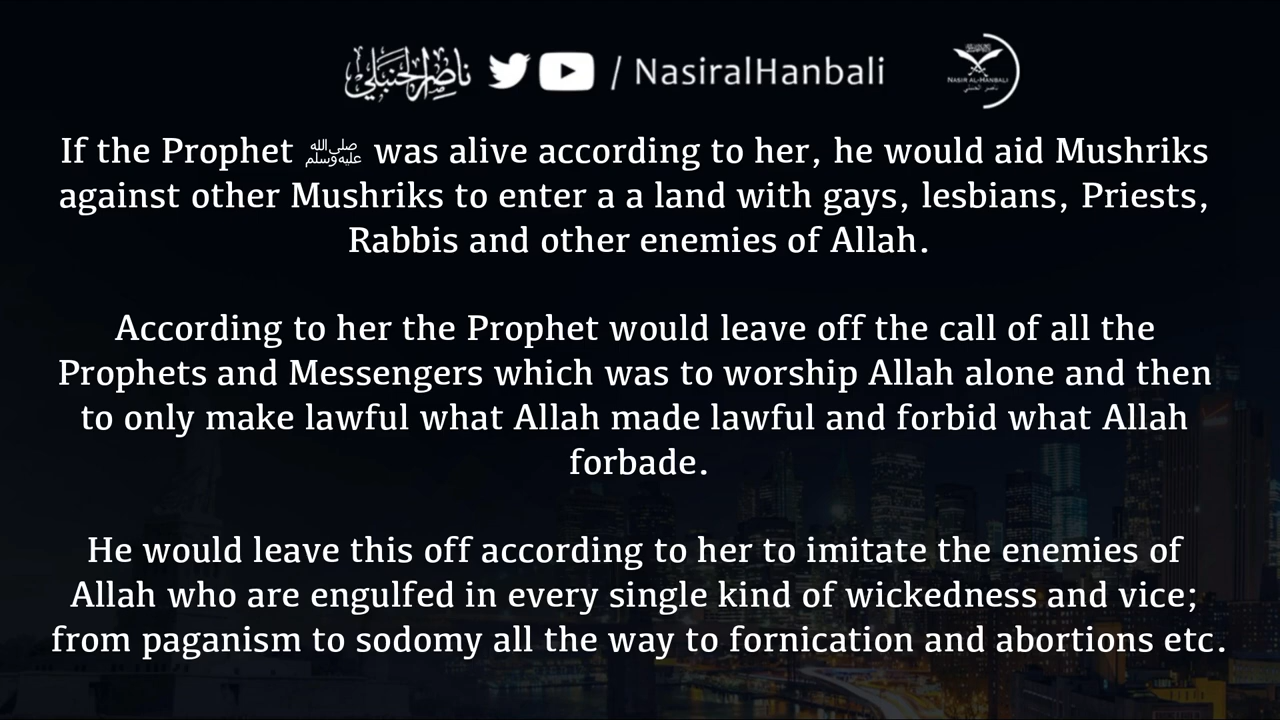 ناصر الحنبلي / NasiralHanbali
NASIR AL-HANBALI
ناصر الحنبلي
If the Prophet ﷺ was alive according to her, he would aid Mushriks
against other Mushriks to enter a a land with gays, lesbians, Priests,
Rabbis and other enemies of Allah.
According to her the Prophet would leave off the call of all the
Prophets and Messengers which was to worship Allah alone and then
to only make lawful what Allah made lawful and forbid what Allah
forbade.
He would leave this off according to her to imitate the enemies of
Allah who are engulfed in every single kind of wickedness and vice;
from paganism to sodomy all the way to fornication and abortions etc.